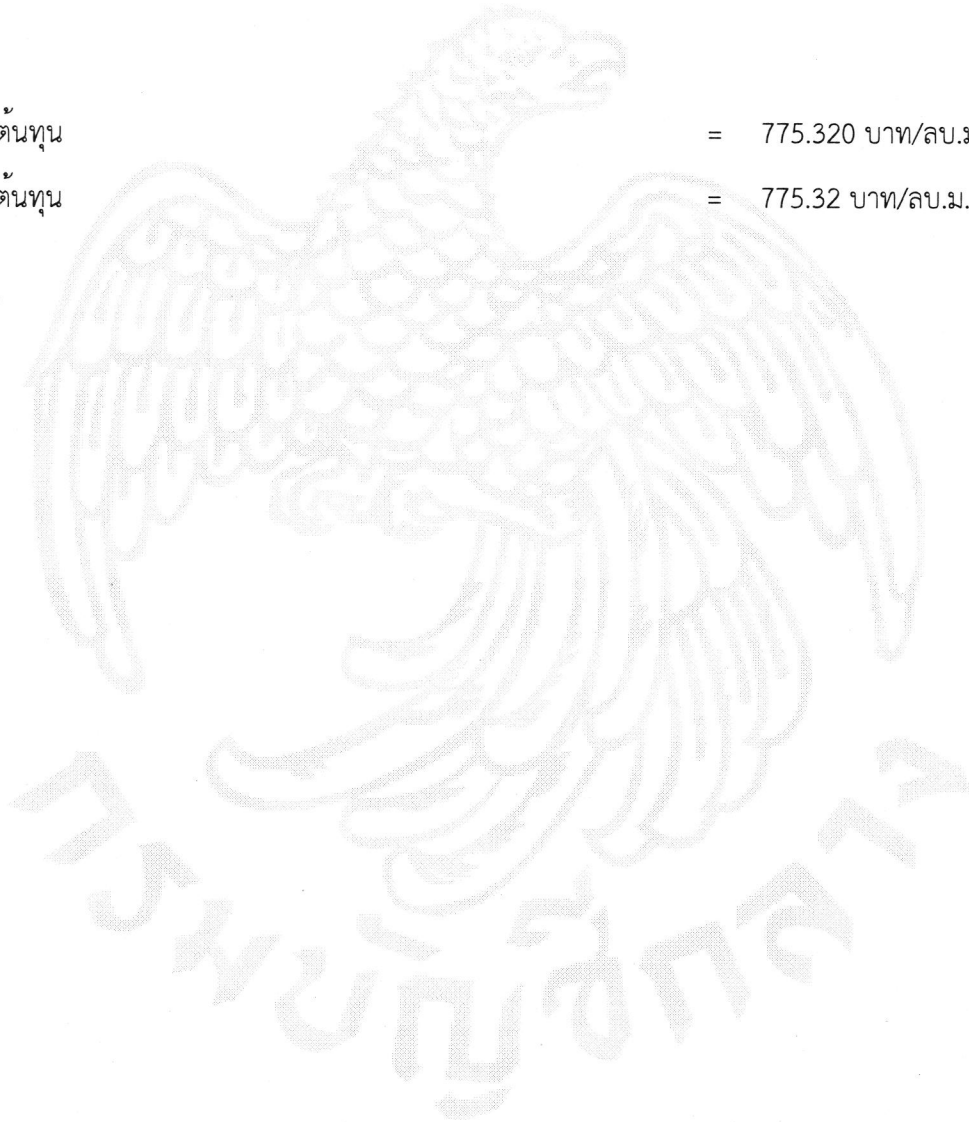 ต้นทุน = 775.320 บาท/ลบ.ม
ต้นทุน = 775.32 บาท/ลบ.ม.
กรมบัญชีกลาง